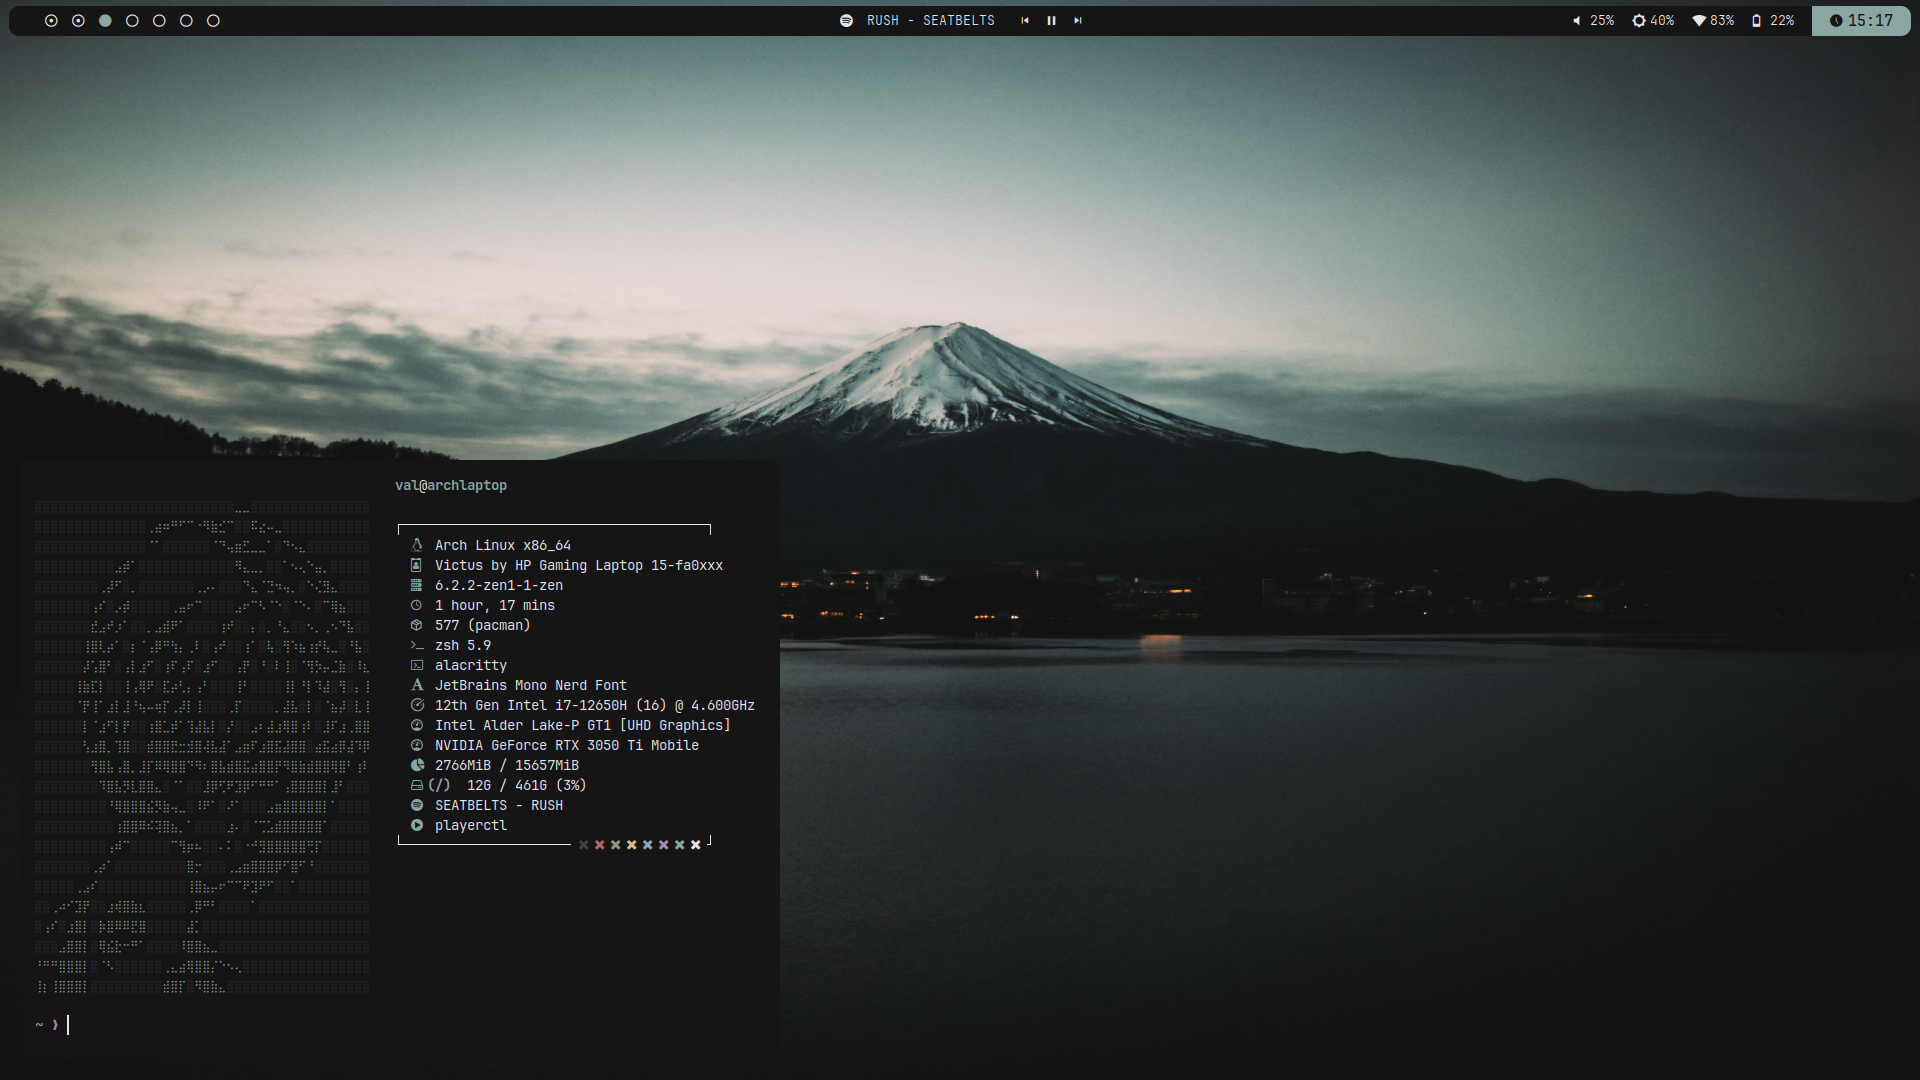 RUSH - SEATBELTS
25% 40% 83% 22% 15:17
val@archlaptop
Arch Linux x86_64
Victus by HP Gaming Laptop 15-fa0xxx
6.2.2-zen1-1-zen
1 hour, 17 mins
577 (pacman)
zsh 5.9
alacritty
JetBrains Mono Nerd Font
12th Gen Intel i7-12650H (16) @ 4.600GHz
Intel Alder Lake-P GT1 [UHD Graphics]
NVIDIA GeForce RTX 3050 Ti Mobile
2766MiB / 15657MiB
(/) 12G / 461G (3%)
SEATBELTS - RUSH
playerctl
~ ❫